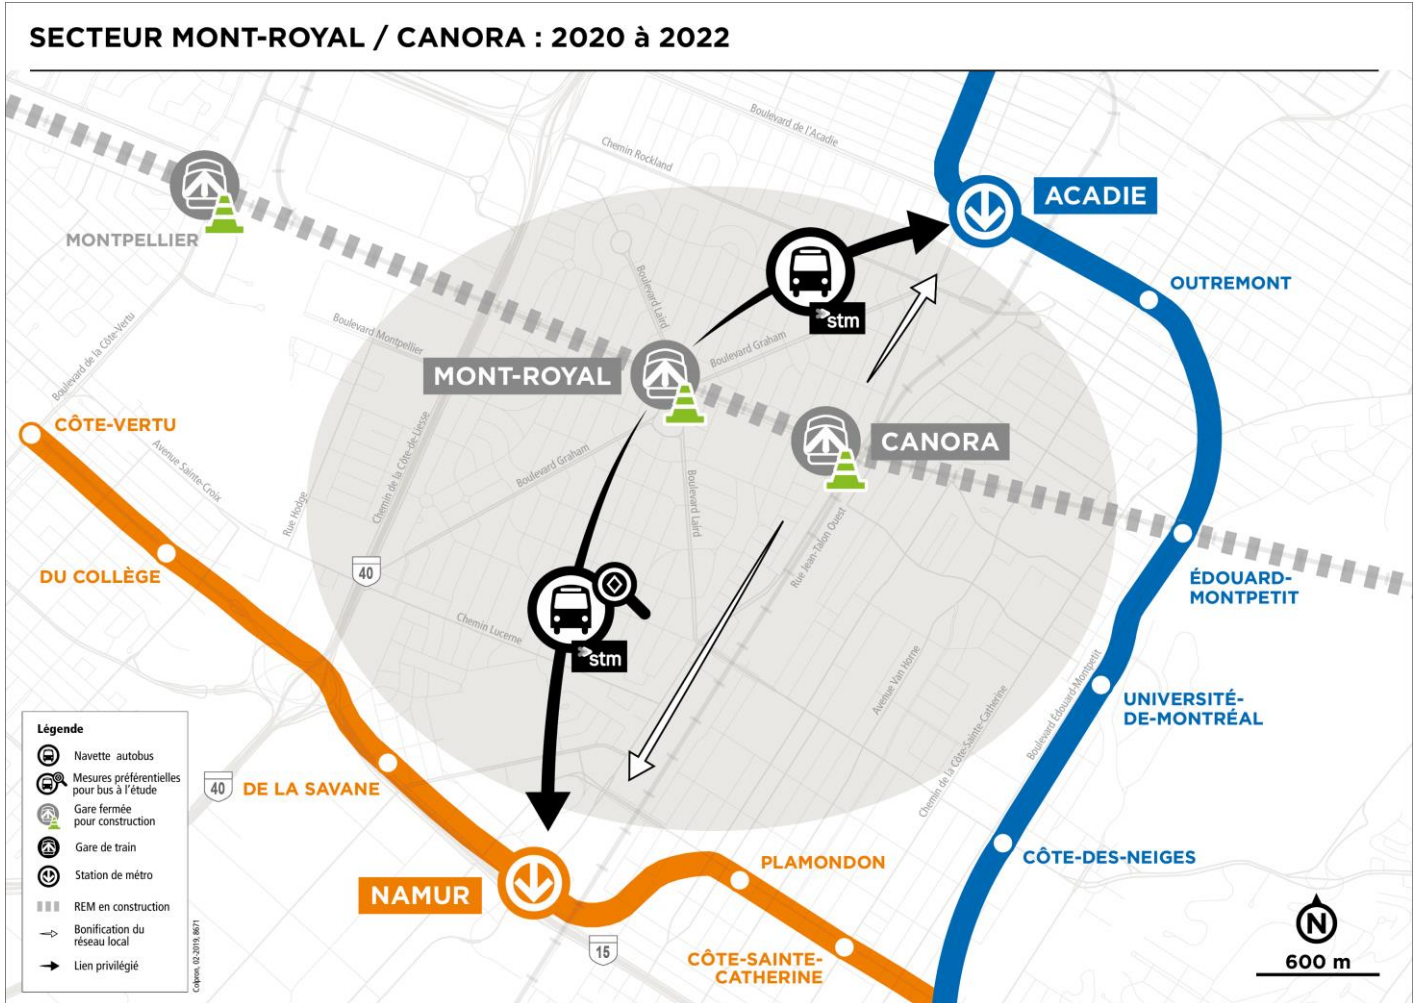 SECTEUR MONT-ROYAL / CANORA : 2020 à 2022
Boulevard de l'Acadie
Chemin Rockland
ACADIE
MONTPELLIER
OUTREMONT
Boulevard Laird
stm
Boulevard de la Côte-Vertu
Boulevard Montpellier
Boulevard Graham
MONT-ROYAL
CÔTE-VERTU
CANORA
Avenue Sainte-Croix
Chemin de la Côte-de-Liesse
Boulevard Graham
Boulevard Laird
Rue Hodge
Rue Jean-Talon Ouest
40
DU COLLÈGE
ÉDOUARD-
MONTPETIT
Chemin Lucerne
stm
Avenue Van Horne
Boulevard Édouard-Montpetit
UNIVERSITÉ-
DE-MONTRÉAL
Chemin de la Côte-Sainte-Catherine
Légende
Navette autobus
Mesures préférentielles
pour bus à l'étude
Gare fermée
pour construction
Gare de train
Station de métro
REM en construction
Bonification du
réseau local
Lien privilégié
Colpron, 02-2019, 8671
40
DE LA SAVANE
NAMUR
PLAMONDON
CÔTE-DES-NEIGES
15
CÔTE-SAINTE-
CATHERINE
N
600 m